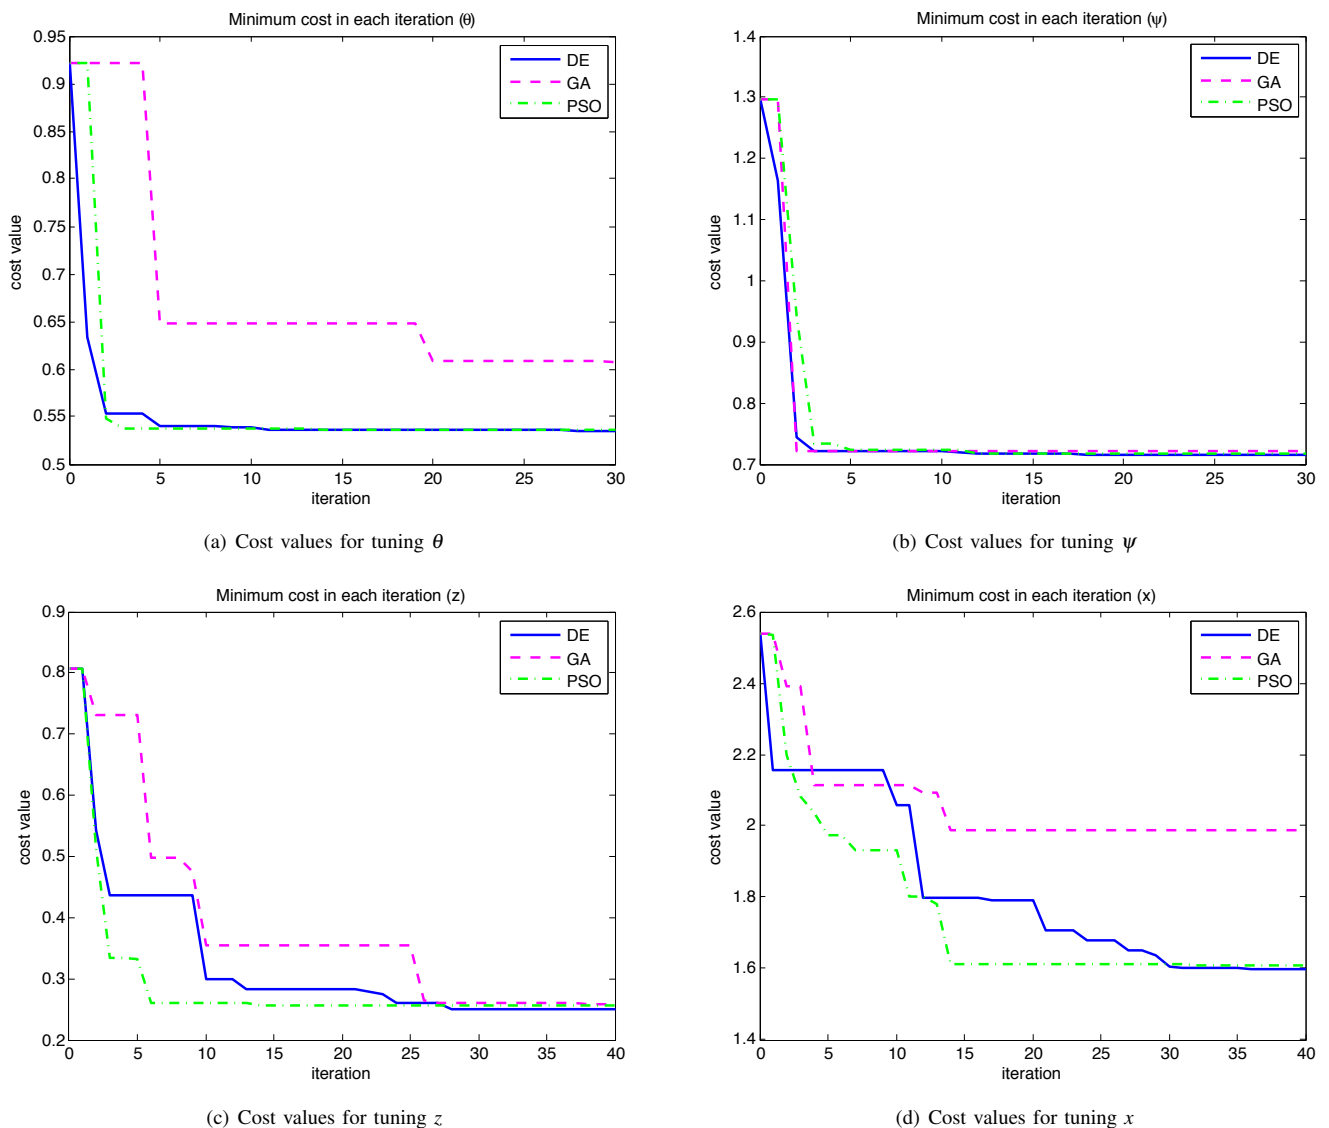 Minimum cost in each iteration (θ)
cost value
0.95
0.9
0.85
0.8
0.75
0.7
0.65
0.6
0.55
0.5
0 5 10 15 20 25 30
iteration
DE
GA
PSO
(a) Cost values for tuning θ
Minimum cost in each iteration (ψ)
cost value
1.4
1.3
1.2
1.1
1
0.9
0.8
0.7
0 5 10 15 20 25 30
iteration
DE
GA
PSO
(b) Cost values for tuning ψ
Minimum cost in each iteration (z)
cost value
0.9
0.8
0.7
0.6
0.5
0.4
0.3
0.2
0 5 10 15 20 25 30 35 40
iteration
DE
GA
PSO
(c) Cost values for tuning z
Minimum cost in each iteration (x)
cost value
2.6
2.4
2.2
2
1.8
1.6
1.4
0 5 10 15 20 25 30 35 40
iteration
DE
GA
PSO
(d) Cost values for tuning x